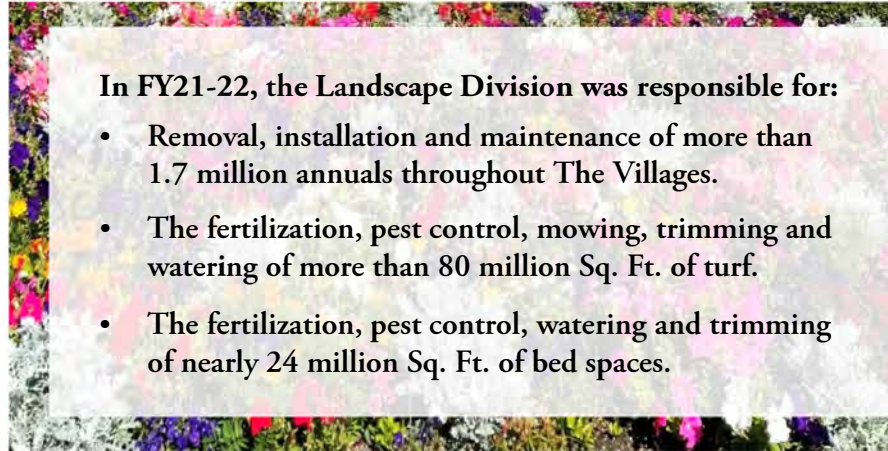 In FY21-22, the Landscape Division was responsible for:
• Removal, installation and maintenance of more than
1.7 million annuals throughout The Villages.
• The fertilization, pest control, mowing, trimming and
watering of more than 80 million Sq. Ft. of turf.
• The fertilization, pest control, watering and trimming
of nearly 24 million Sq. Ft. of bed spaces.